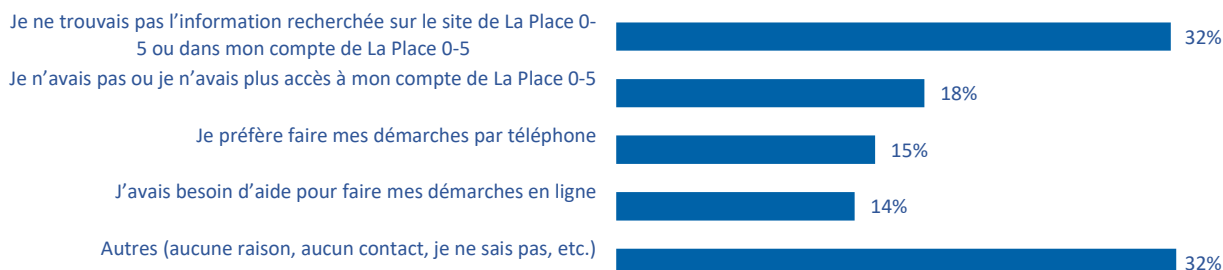 Je ne trouvais pas l’information recherchée sur le site de La Place 0-
5 ou dans mon compte de La Place 0-5
32%
Je n’avais pas ou je n’avais plus accès à mon compte de La Place 0-5
18%
Je préfère faire mes démarches par téléphone
15%
J’avais besoin d’aide pour faire mes démarches en ligne
14%
Autres (aucune raison, aucun contact, je ne sais pas, etc.)
32%